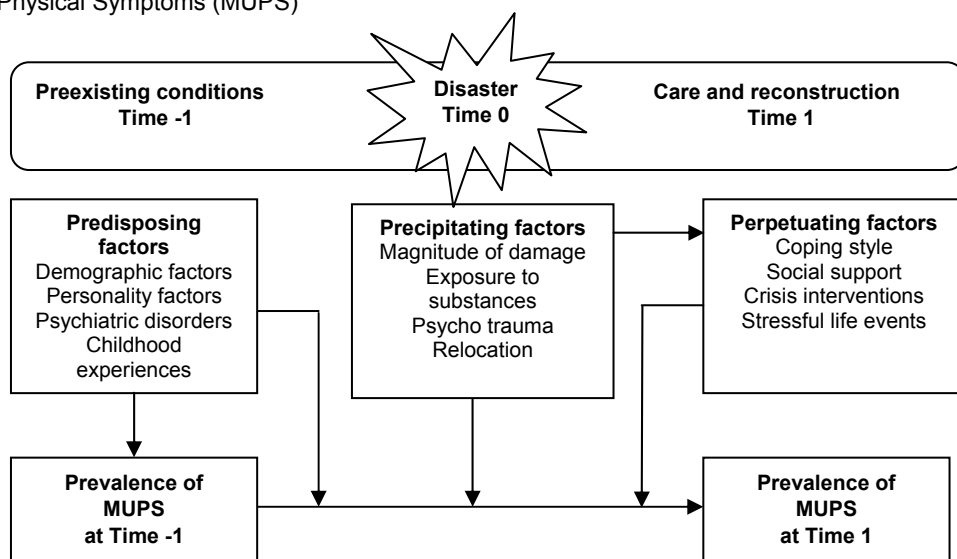 Physical Symptoms (MUPS)
Preexisting conditions
Time -1
Disaster
Time 0
Care and reconstruction
Time 1
Predisposing
factors
Demographic factors
Personality factors
Psychiatric disorders
Childhood
experiences
Precipitating factors
Magnitude of damage
Exposure to
substances
Psycho trauma
Relocation
Perpetuating factors
Coping style
Social support
Crisis interventions
Stressful life events
Prevalence of
MUPS
at Time -1
Prevalence of
MUPS
at Time 1